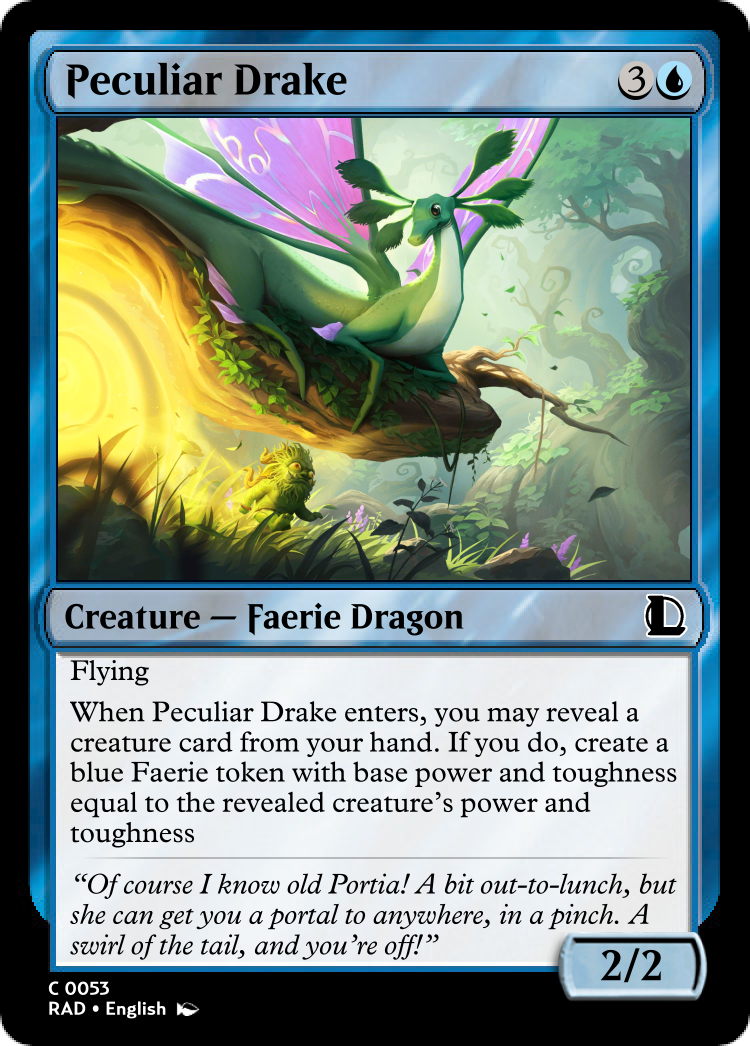 Peculiar Drake 3
Creature — Faerie Dragon
Flying
When Peculiar Drake enters, you may reveal a
creature card from your hand. If you do, create a
blue Faerie token with base power and toughness
equal to the revealed creature’s power and
toughness
“Of course I know old Portia! A bit out-to-lunch, but
she can get you a portal to anywhere, in a pinch. A
swirl of the tail, and you’re off!”
2/2
C 0053
RAD • English